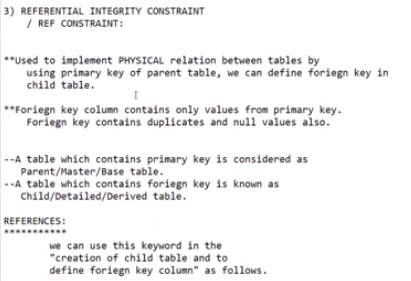 3) REFERENTIAL INTEGRITY CONSTRAINT
/ REF CONSTRAINT:
**Used to implement PHYSICAL relation between tables by
using primary key of parent table, we can define foriegn key in
child table.
**Foriegn key column contains only values from primary key.
Foriegn key contains duplicates and null values also.
--A table which contains primary key is considered as
Parent/Master/Base table.
--A table which contains foriegn key is known as
Child/Detailed/Derived table.
REFERENCES:
***********
we can use this keyword in the
"creation of child table and to
define foriegn key column" as follows.